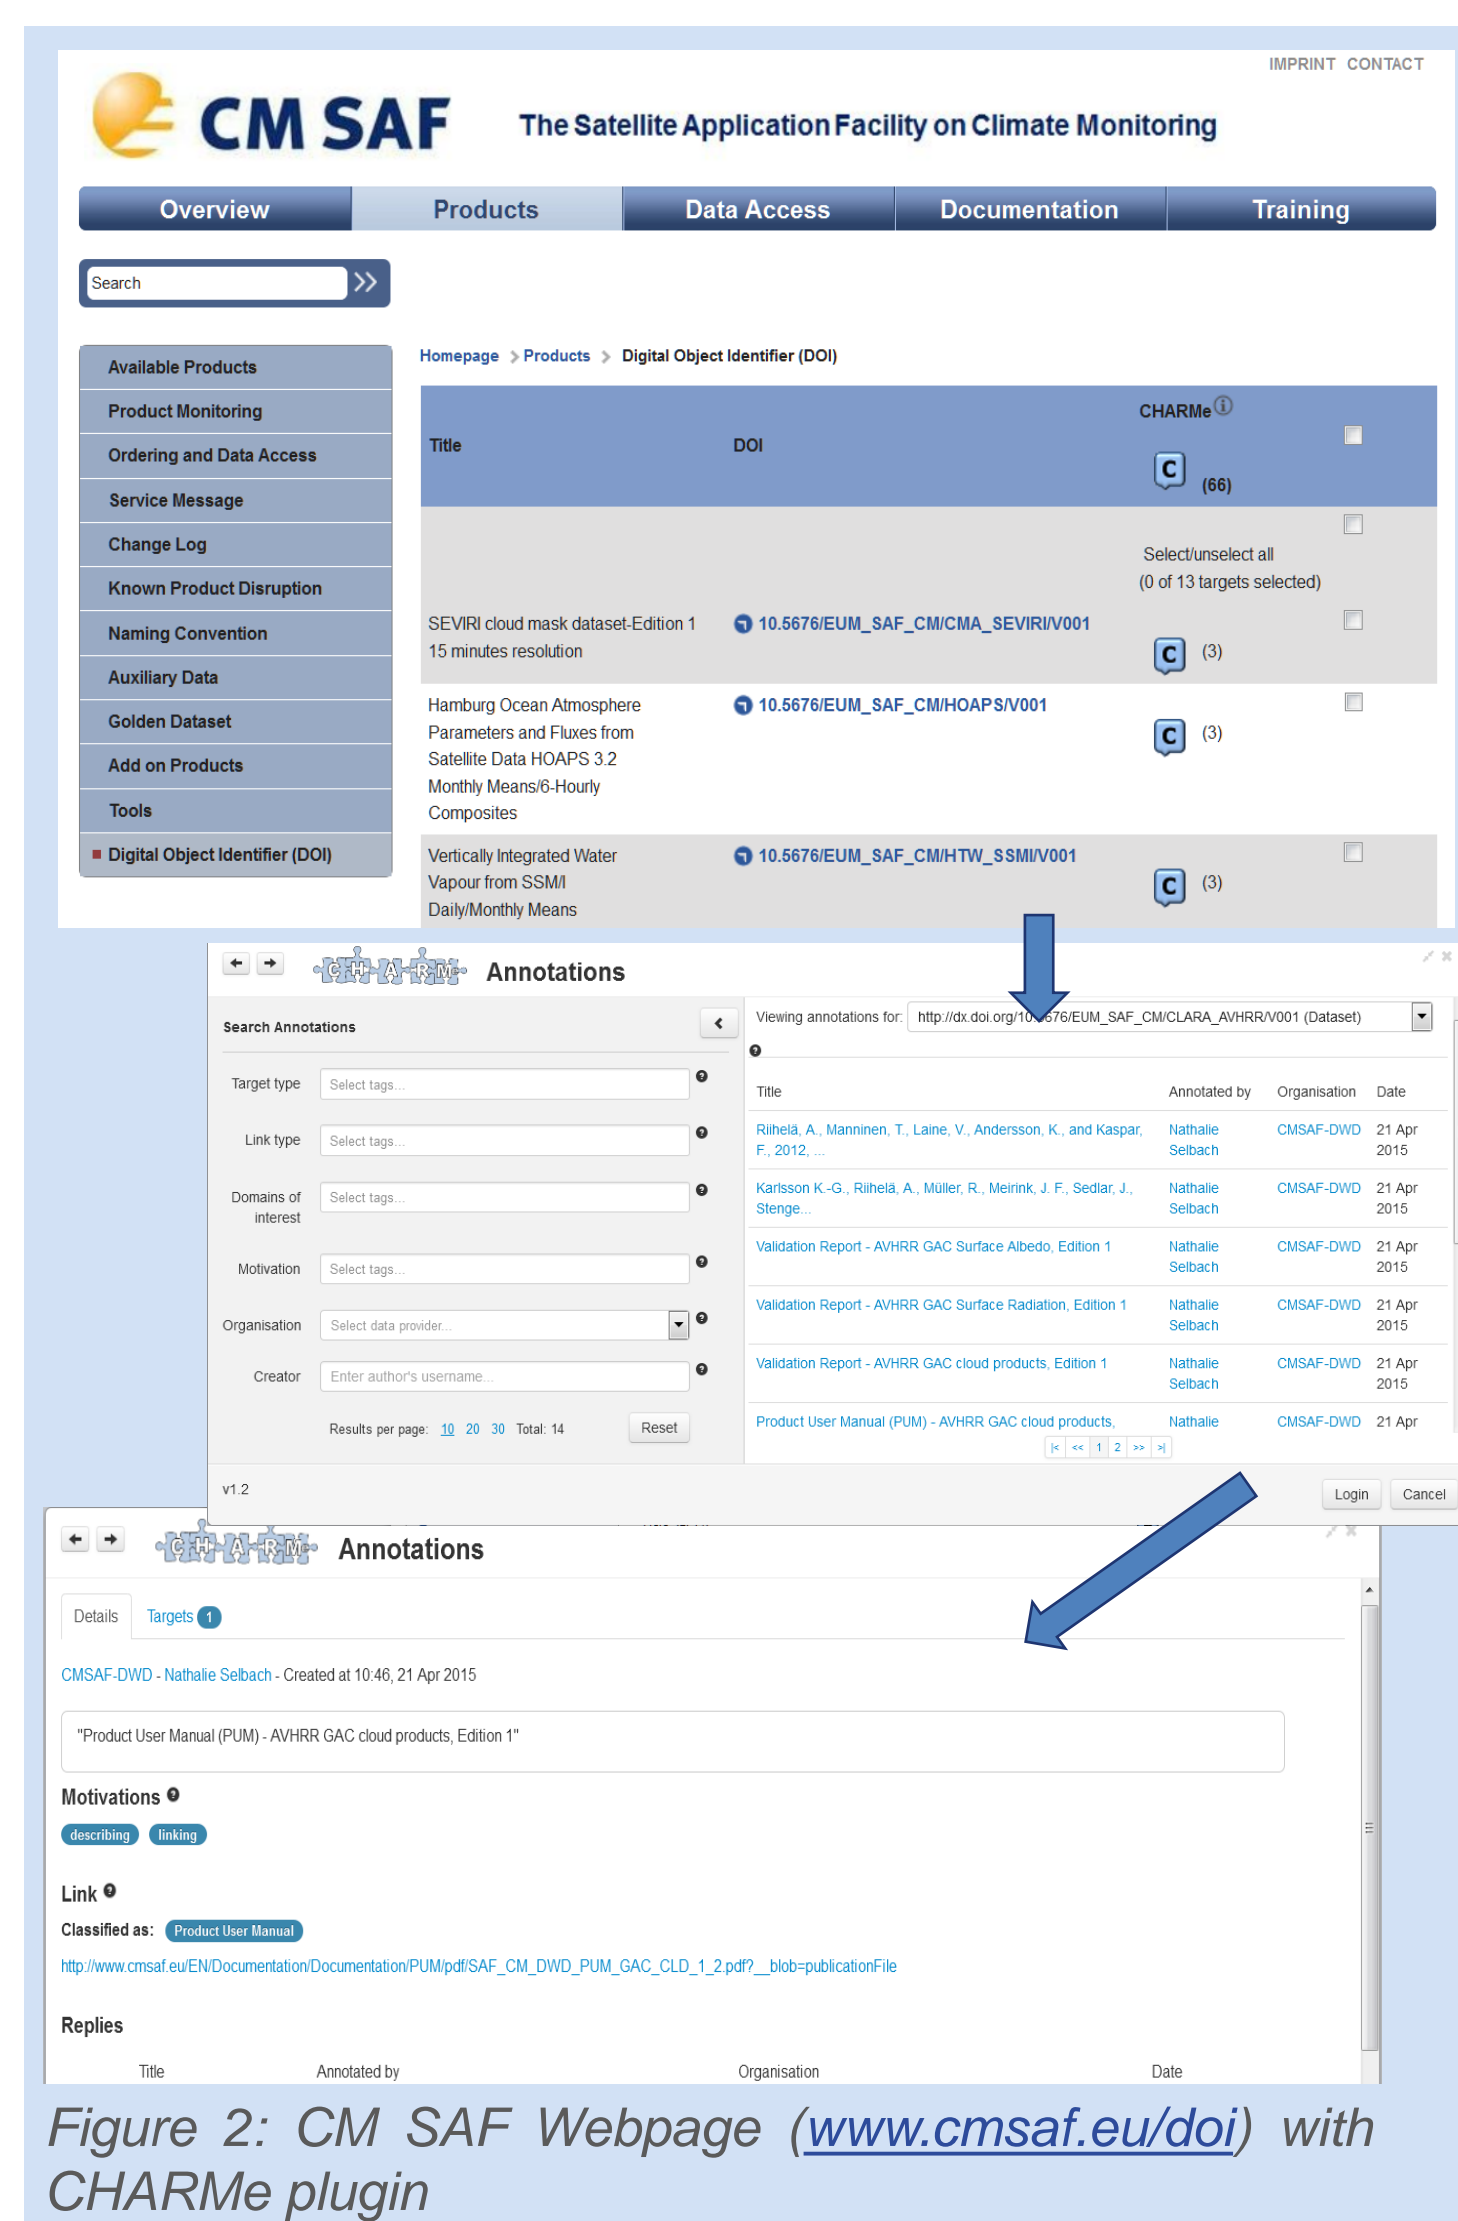 IMPRINT CONTACT
CM SAF
The Satellite Application Facility on Climate Monitoring
Overview Products Data Access Documentation Training
Search
Available Products
Product Monitoring
Ordering and Data Access
Service Message
Change Log
Known Product Disruption
Naming Convention
Auxiliary Data
Golden Dataset
Add on Products
Tools
Digital Object Identifier (DOI)
Homepage > Products > Digital Object Identifier (DOI)
Title DOI CHARMe
C (66)
Select/unselect all
(0 of 13 targets selected)
SEVIRI cloud mask dataset-Edition 1 10.5676/EUM_SAF_CM/CMA_SEVIRI/V001
15 minutes resolution C (3)
Hamburg Ocean Atmosphere 10.5676/EUM_SAF_CM/HOAPS/V001
Parameters and Fluxes from C (3)
Satellite Data HOAPS 3.2
Monthly Means/6-Hourly
Composites
Vertically Integrated Water 10.5676/EUM_SAF_CM/HTW_SSMI/V001
Vapour from SSM/I C (3)
Daily/Monthly Means
CHARMe Annotations
Search Annotations
Target type Select tags...
Link type Select tags...
Domains of interest Select tags...
Motivation Select tags...
Organisation Select data provider...
Creator Enter author's username...
Results per page: 10 20 30 Total: 14 Reset
Viewing annotations for: http://dx.doi.org/10.5676/EUM_SAF_CM/CLARA_AVHRR/V001 (Dataset)
Title Annotated by Organisation Date
Riihelä, A., Manninen, T., Laine, V., Andersson, K., and Kaspar, Nathalie CMSAF-DWD 21 Apr
F., 2012, ... Selbach 2015
Karlsson K.-G., Riihelä, A., Müller, R., Meirink, J. F., Sedlar, J., Nathalie CMSAF-DWD 21 Apr
Stenge... Selbach 2015
Validation Report - AVHRR GAC Surface Albedo, Edition 1 Nathalie CMSAF-DWD 21 Apr
Selbach 2015
Validation Report - AVHRR GAC Surface Radiation, Edition 1 Nathalie CMSAF-DWD 21 Apr
Selbach 2015
Validation Report - AVHRR GAC cloud products, Edition 1 Nathalie CMSAF-DWD 21 Apr
Selbach 2015
Product User Manual (PUM) - AVHRR GAC cloud products, Nathalie CMSAF-DWD 21 Apr
|< << 1 2 >> >|
v1.2 Login Cancel
CHARMe Annotations
Details Targets 1
CMSAF-DWD - Nathalie Selbach - Created at 10:46, 21 Apr 2015
"Product User Manual (PUM) - AVHRR GAC cloud products, Edition 1"
Motivations
describing linking
Link
Classified as: Product User Manual
http://www.cmsaf.eu/EN/Documentation/Documentation/PUM/pdf/SAF_CM_DWD_PUM_GAC_CLD_1_2.pdf?__blob=publicationFile
Replies
Title Annotated by Organisation Date
Figure 2: CM SAF Webpage (www.cmsaf.eu/doi) with
CHARMe plugin